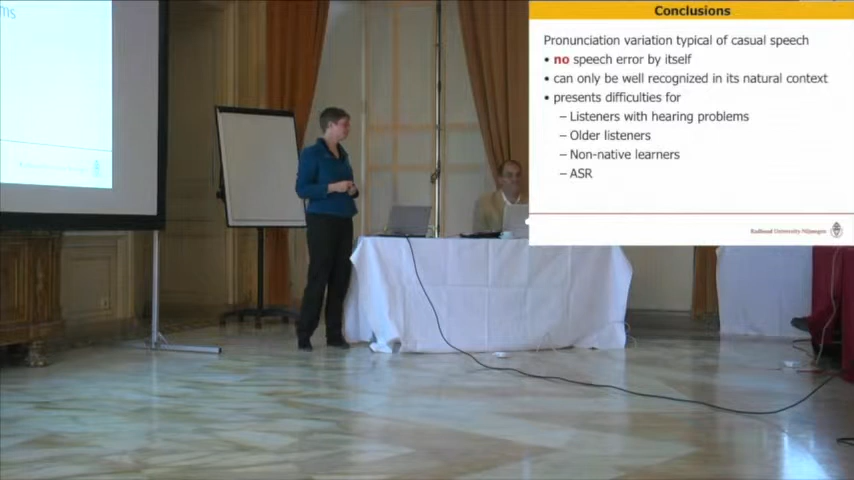 ms
Conclusions
Pronunciation variation typical of casual speech
• no speech error by itself
• can only be well recognized in its natural context
• presents difficulties for
– Listeners with hearing problems
– Older listeners
– Non-native learners
– ASR
Radboud University Nijmegen